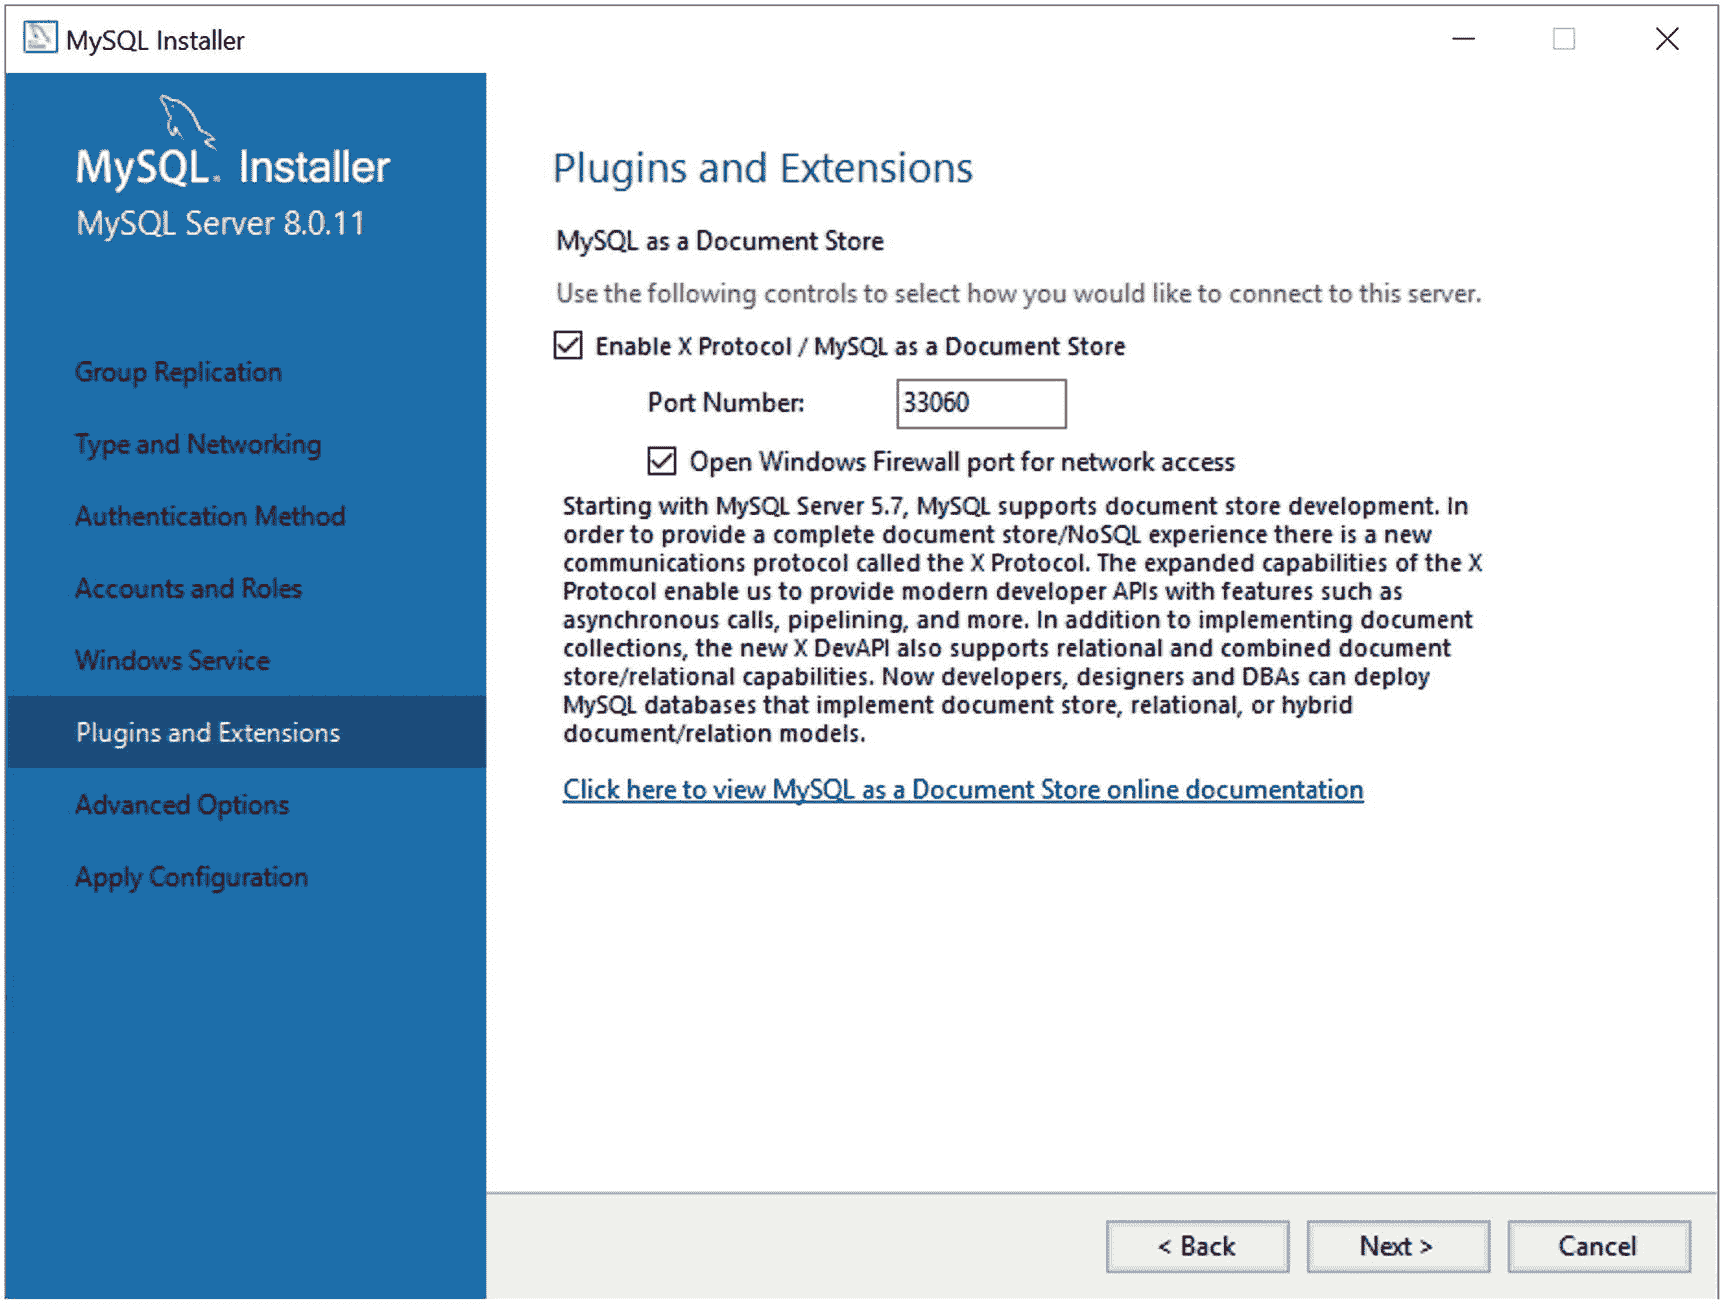 MySQL Installer
MySQL. Installer
MySQL Server 8.0.11
Group Replication
Type and Networking
Authentication Method
Accounts and Roles
Windows Service
Plugins and Extensions
Advanced Options
Apply Configuration
Plugins and Extensions
MySQL as a Document Store
Use the following controls to select how you would like to connect to this server.
Enable X Protocol / MySQL as a Document Store
Port Number: 33060
Open Windows Firewall port for network access
Starting with MySQL Server 5.7, MySQL supports document store development. In
order to provide a complete document store/NoSQL experience there is a new
communications protocol called the X Protocol. The expanded capabilities of the X
Protocol enable us to provide modern developer APIs with features such as
asynchronous calls, pipelining, and more. In addition to implementing document
collections, the new X DevAPI also supports relational and combined document
store/relational capabilities. Now developers, designers and DBAs can deploy
MySQL databases that implement document store, relational, or hybrid
document/relation models.
Click here to view MySQL as a Document Store online documentation
< Back Next > Cancel